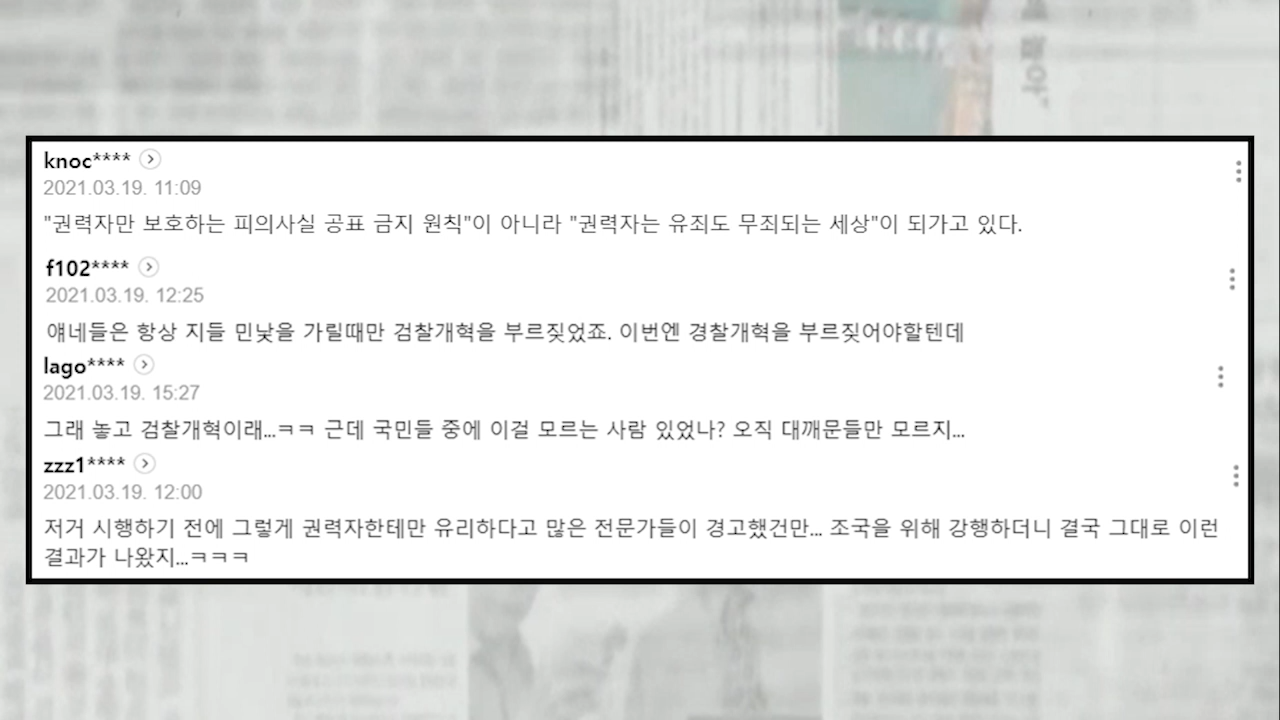 knoc****
2021.03.19. 11:09
"권력자만 보호하는 피의사실 공표 금지 원칙"이 아니라 "권력자는 유죄도 무죄되는 세상"이 되가고 있다.
f102****
2021.03.19. 12:25
얘네들은 항상 지들 민낯을 가릴때만 검찰개혁을 부르짖었죠. 이번엔 경찰개혁을 부르짖어야할텐데
lago****
2021.03.19. 15:27
그래 놓고 검찰개혁이래...ㅋㅋ 근데 국민들 중에 이걸 모르는 사람 있었나? 오직 대깨문들만 모르지...
zzz1****
2021.03.19. 12:00
저거 시행하기 전에 그렇게 권력자한테만 유리하다고 많은 전문가들이 경고했건만... 조국을 위해 강행하더니 결국 그대로 이런
결과가 나왔지...ㅋㅋㅋ